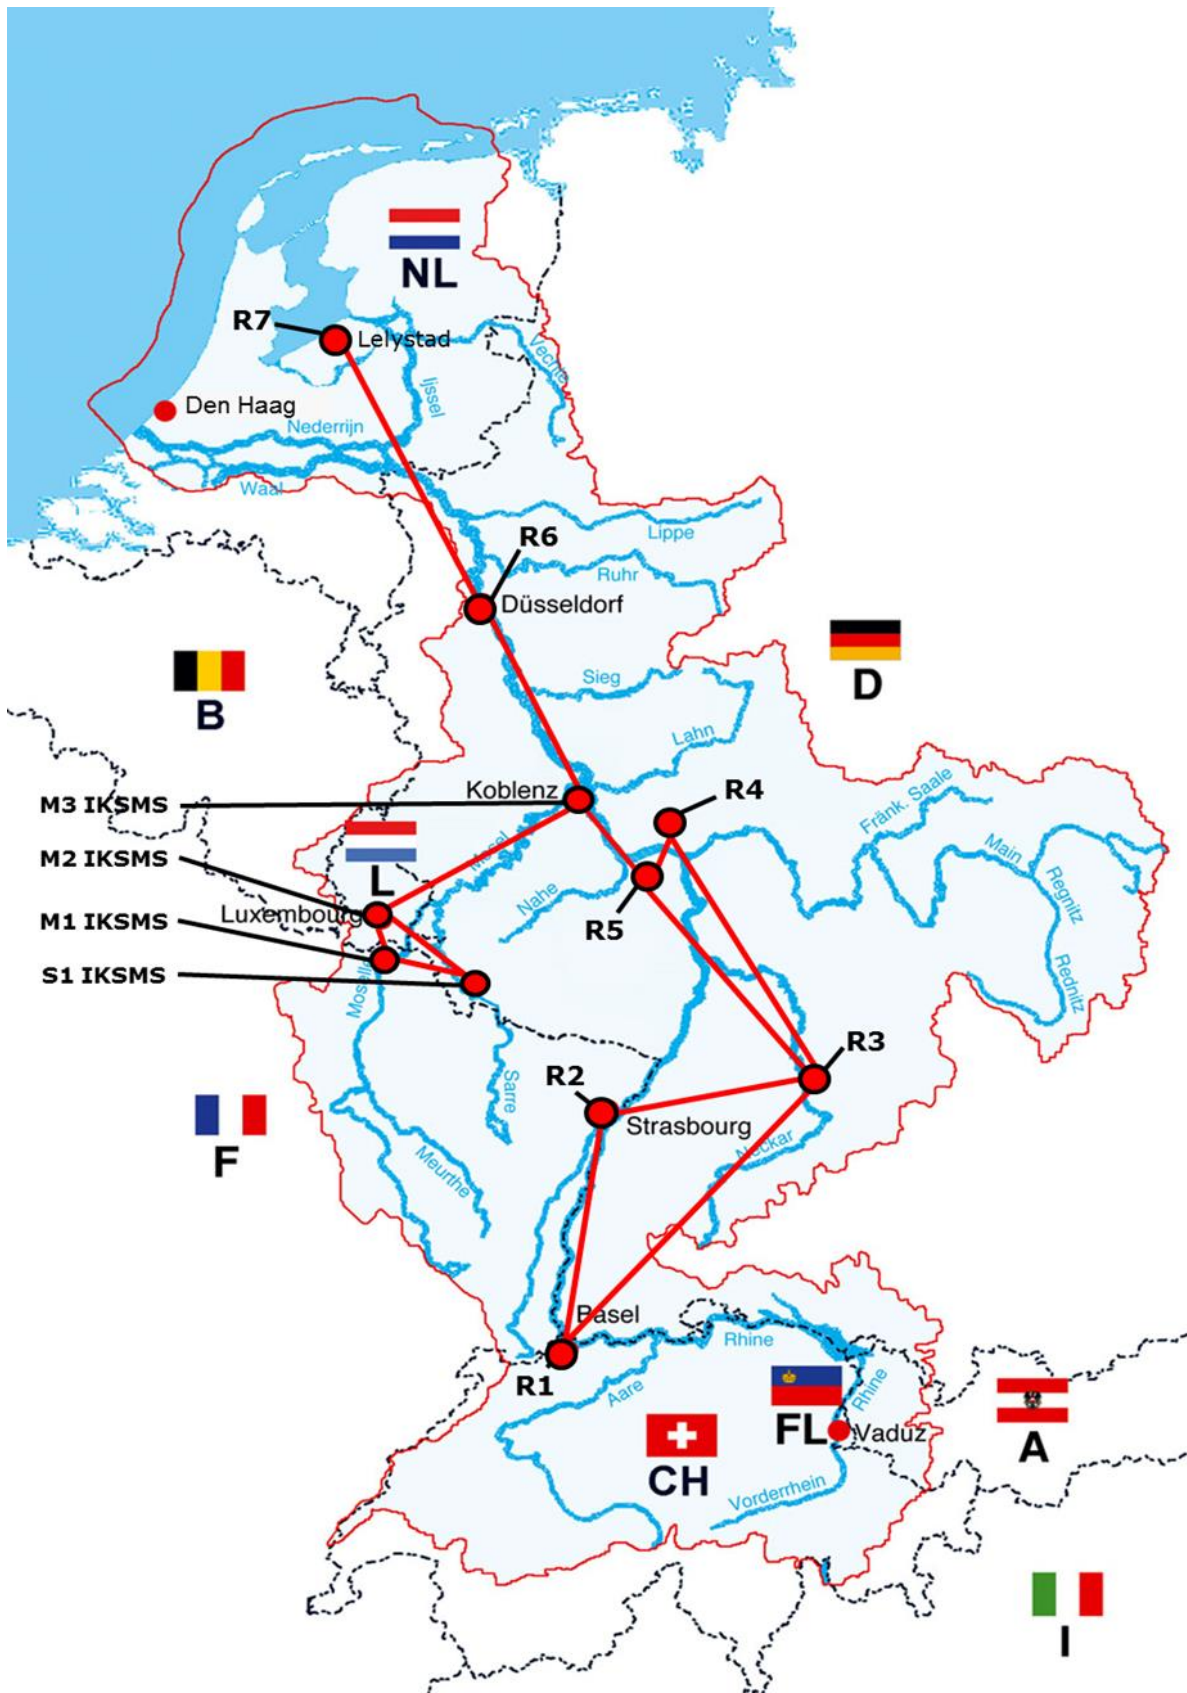 NL
R7
Lelystad
Vechte
Ijssel
Den Haag
Nederrijn
Waal
Lippe
R6
Ruhr
Düsseldorf
D
B
Sieg
Lahn
Koblenz
M3 IKSMS
R4
Fränk. Saale
Mosel
Main
M2 IKSMS
L
Regnitz
Nahe
Luxembourg
M1 IKSMS
R5
S1 IKSMS
Moselle
Rednitz
R3
R2
Sarre
Strasbourg
F
Neckar
Meurthe
Basel
Rhine
R1
Aare
Rhine
FL
Vaduz
A
CH
Vorderrhein
I